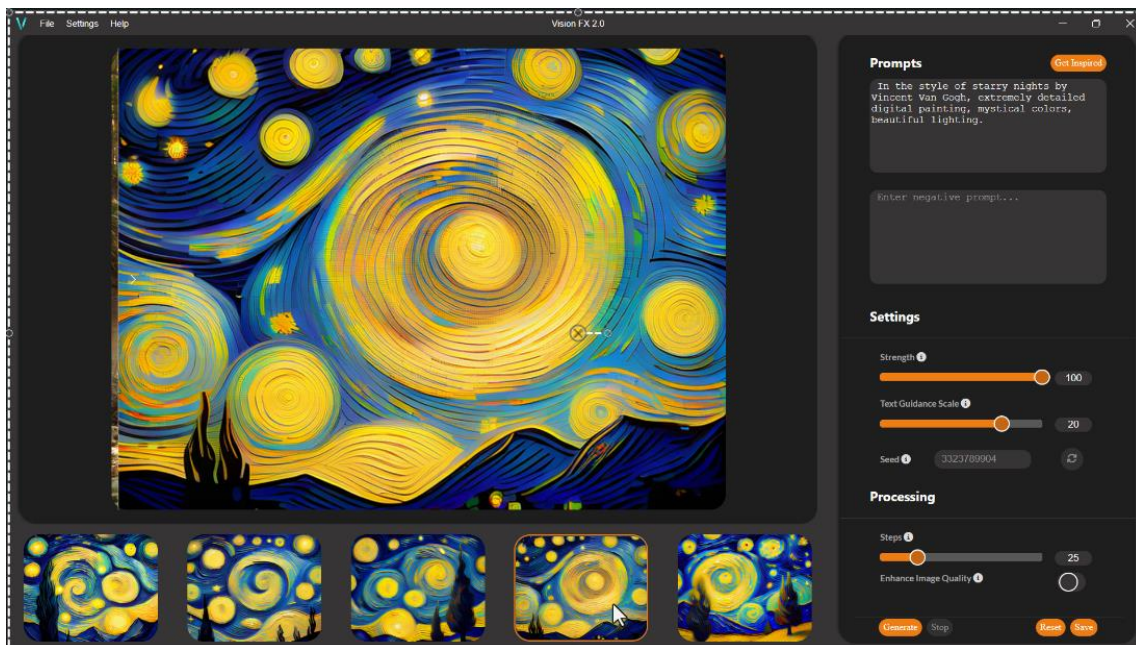 File Settings Help
Vision FX 2.0
Prompts
Get Inspired
In the style of starry nights by
Vincent Van Gogh, extremely detailed
digital painting, mystical colors,
beautiful lighting.
Enter negative prompt...
Settings
Strength
100
Text Guidance Scale
20
Seed 3323789904
Processing
Steps
25
Enhance Image Quality
Generate Stop Reset Save